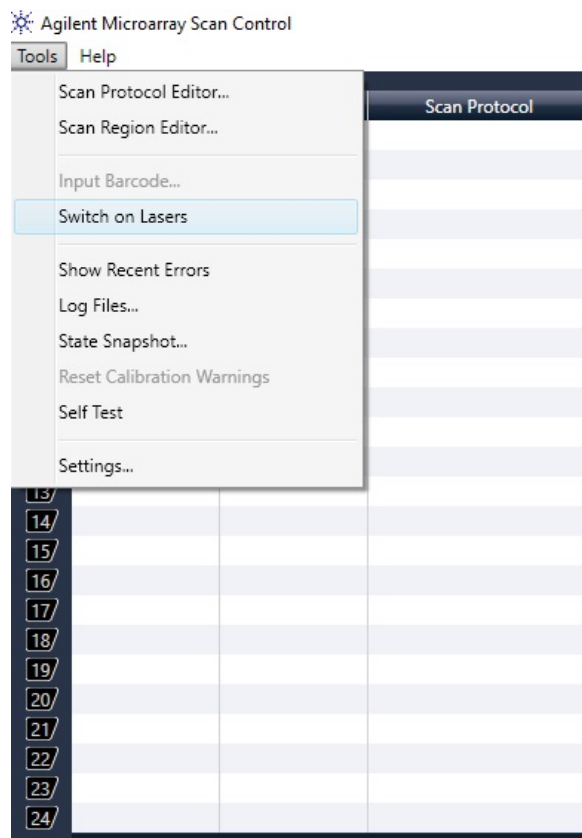 Agilent Microarray Scan Control
Tools Help
Scan Protocol Editor...
Scan Region Editor...
Input Barcode...
Switch on Lasers
Show Recent Errors
Log Files...
State Snapshot...
Reset Calibration Warnings
Self Test
Settings...
Scan Protocol
13
14
15
16
17
18
19
20
21
22
23
24